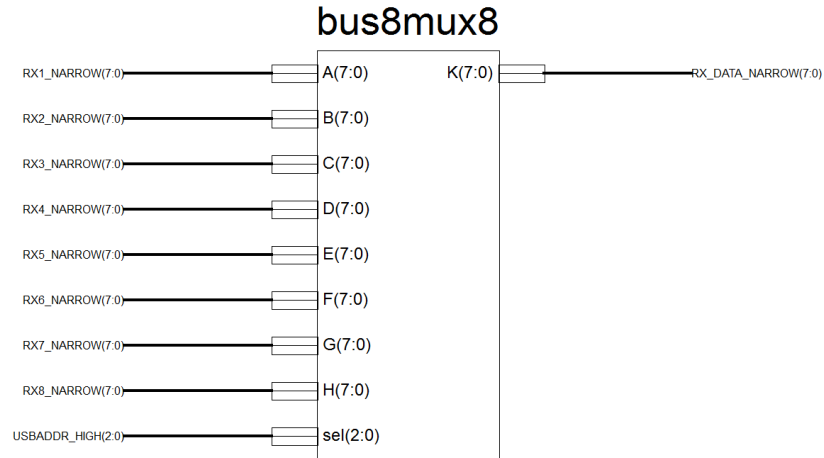 bus8mux8
RX1_NARROW(7:0) A(7:0) K(7:0) RX_DATA_NARROW(7:0)
RX2_NARROW(7:0) B(7:0)
RX3_NARROW(7:0) C(7:0)
RX4_NARROW(7:0) D(7:0)
RX5_NARROW(7:0) E(7:0)
RX6_NARROW(7:0) F(7:0)
RX7_NARROW(7:0) G(7:0)
RX8_NARROW(7:0) H(7:0)
USBADDR_HIGH(2:0) sel(2:0)